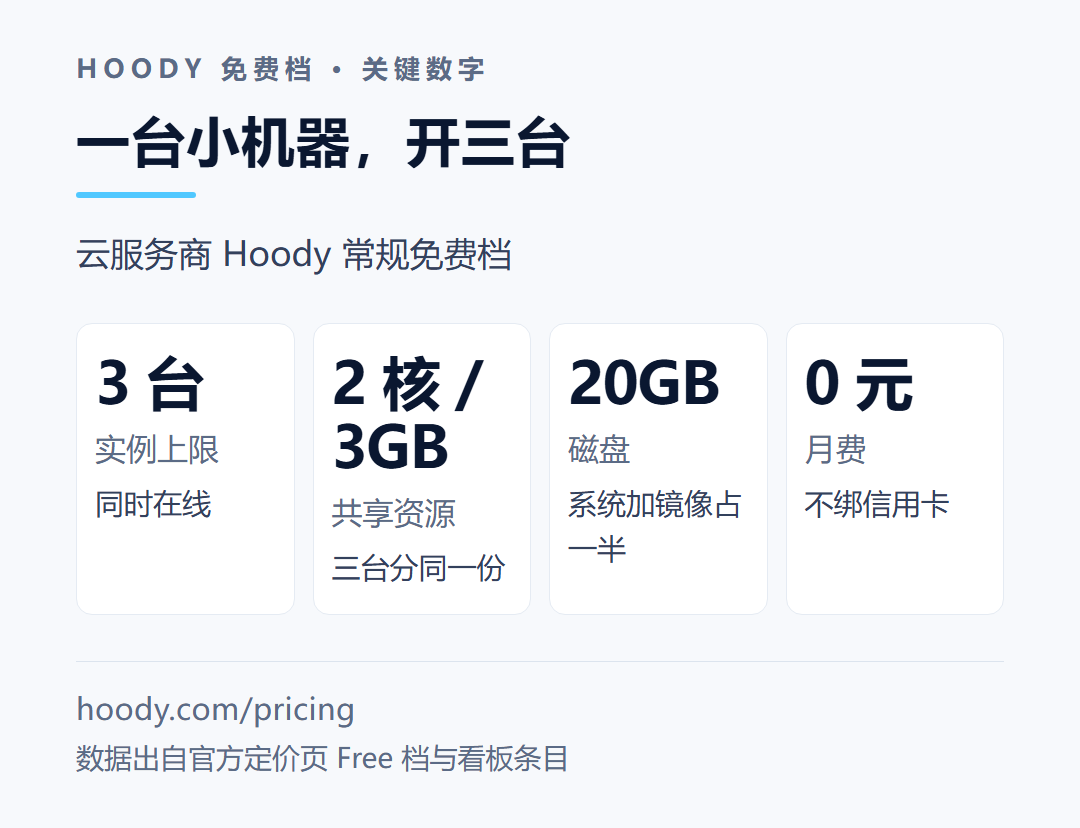 HOODY 免费档 · 关键数字
一台小机器，开三台
云服务商 Hoody 常规免费档
3 台
实例上限
同时在线
2 核 /
3GB
共享资源
三台分同一份
20GB
磁盘
系统加镜像占
一半
0 元
月费
不绑信用卡
hoody.com/pricing
数据出自官方定价页 Free 档与看板条目